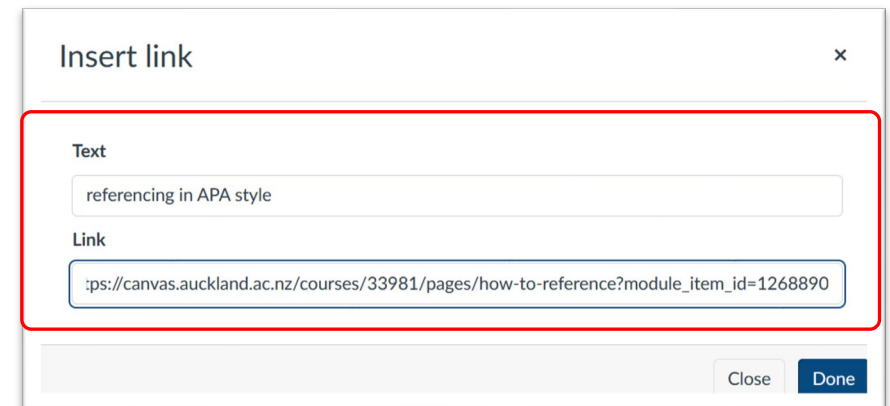 Insert link ×
Text
referencing in APA style
Link
:ps://canvas.auckland.ac.nz/courses/33981/pages/how-to-reference?module_item_id=1268890
Close Done